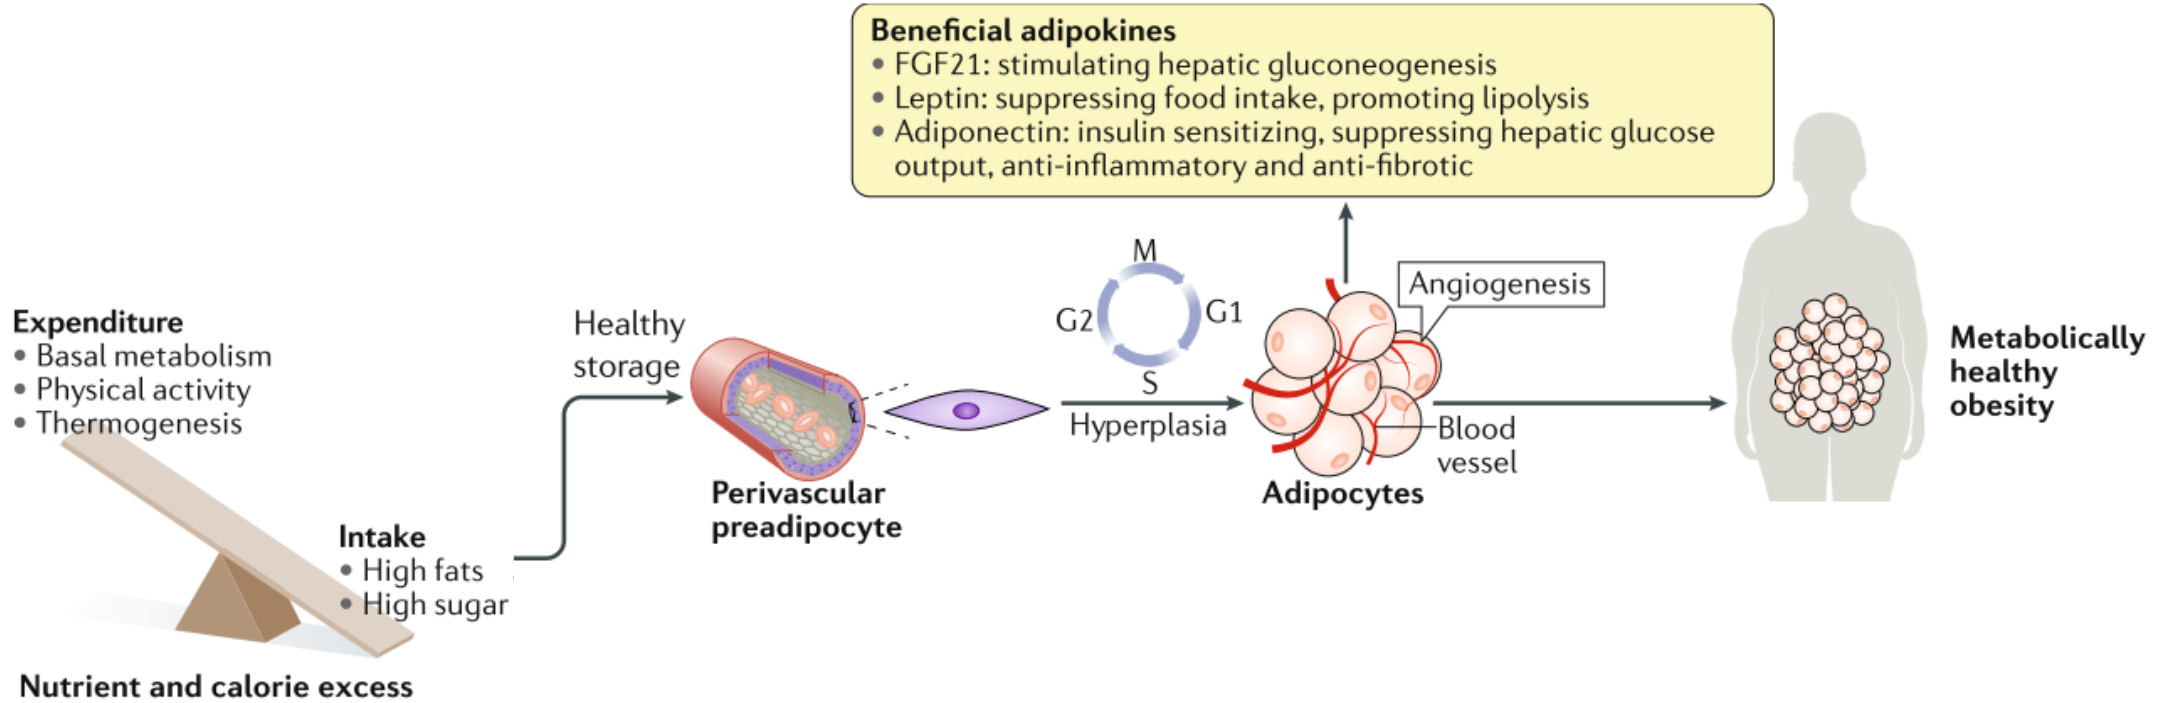 Beneficial adipokines
• FGF21: stimulating hepatic gluconeogenesis
• Leptin: suppressing food intake, promoting lipolysis
• Adiponectin: insulin sensitizing, suppressing hepatic glucose
output, anti-inflammatory and anti-fibrotic
Expenditure
• Basal metabolism
• Physical activity
• Thermogenesis
Intake
• High fats
• High sugar
Nutrient and calorie excess
Healthy
storage
Perivascular
preadipocyte
M
G1
S
G2
Hyperplasia
Angiogenesis
Blood
vessel
Adipocytes
Metabolically
healthy
obesity